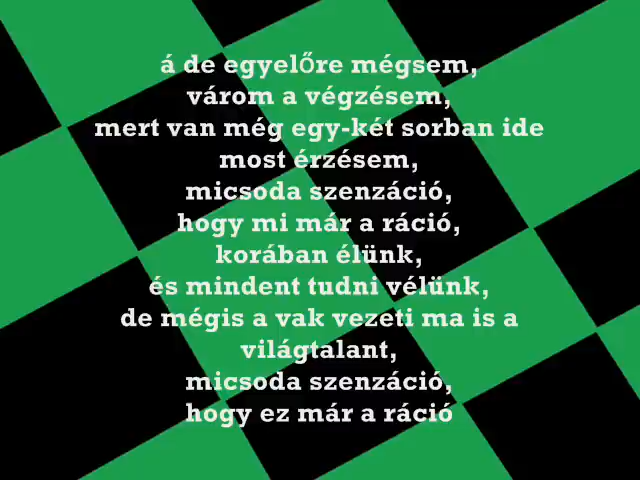 á de egyelőre mégsem,
várom a végzésem,
mert van még egy-két sorban ide
most érzésem,
micsoda szenzáció,
hogy mi már a ráció,
korában élünk,
és mindent tudni vélünk,
de mégis a vak vezeti ma is a
világtalant,
micsoda szenzáció,
hogy ez már a ráció